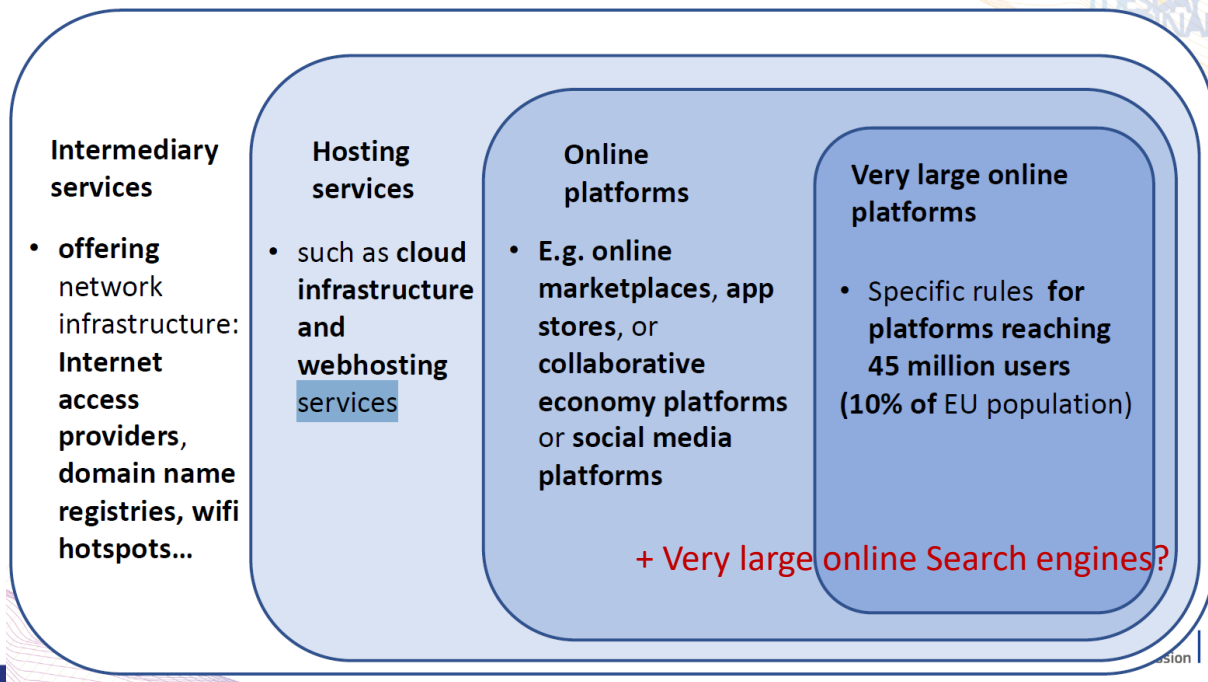 Intermediary
services
• offering
network
infrastructure:
Internet
access
providers,
domain name
registries, wifi
hotspots...
Hosting
services
• such as cloud
infrastructure
and
webhosting
services
Online
platforms
• E.g. online
marketplaces, app
stores, or
collaborative
economy platforms
or social media
platforms
Very large online
platforms
• Specific rules for
platforms reaching
45 million users
(10% of EU population)
+ Very large online Search engines?